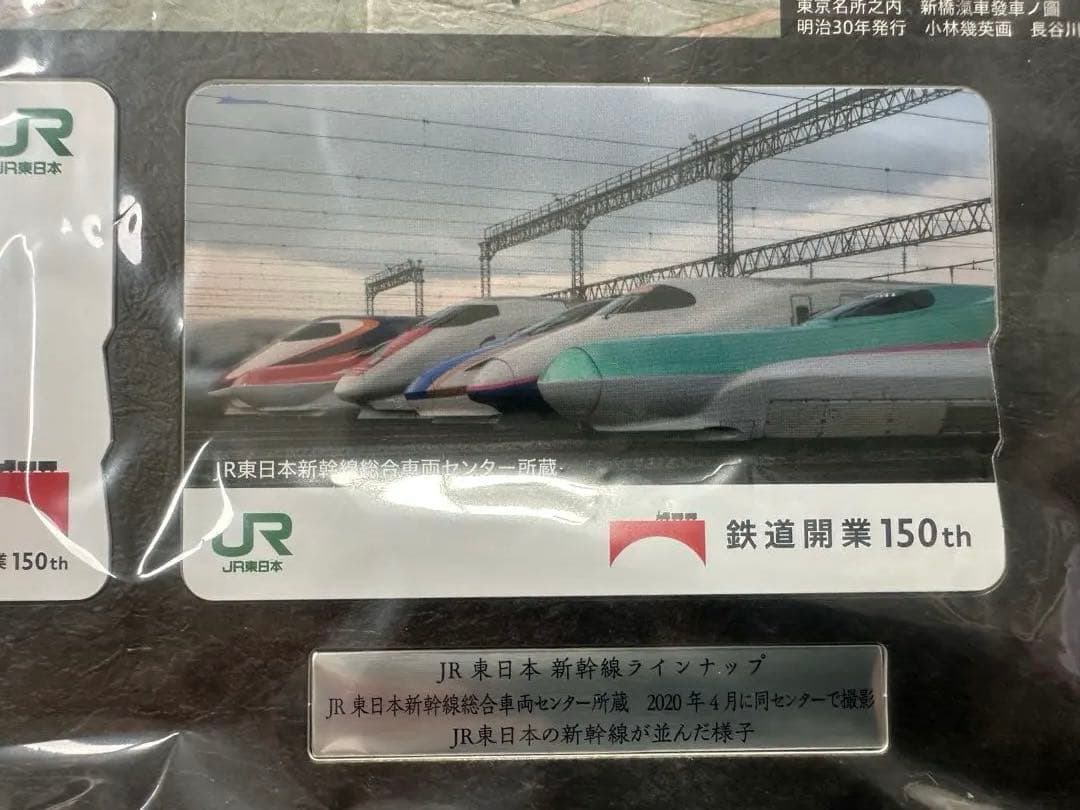 東京名所之内 新橋滊車發車ノ圖
明治30年発行 小林幾英画 長谷川
JR
JR東日本
業150th
JR東日本新幹線総合車両センター所蔵
JR
JR東日本
鉄道開業150th
JR 東日本 新幹線ラインナップ
JR 東日本新幹線総合車両センター所蔵 2020 年 4 月に同センターで撮影
JR東日本の新幹線が並んだ様子